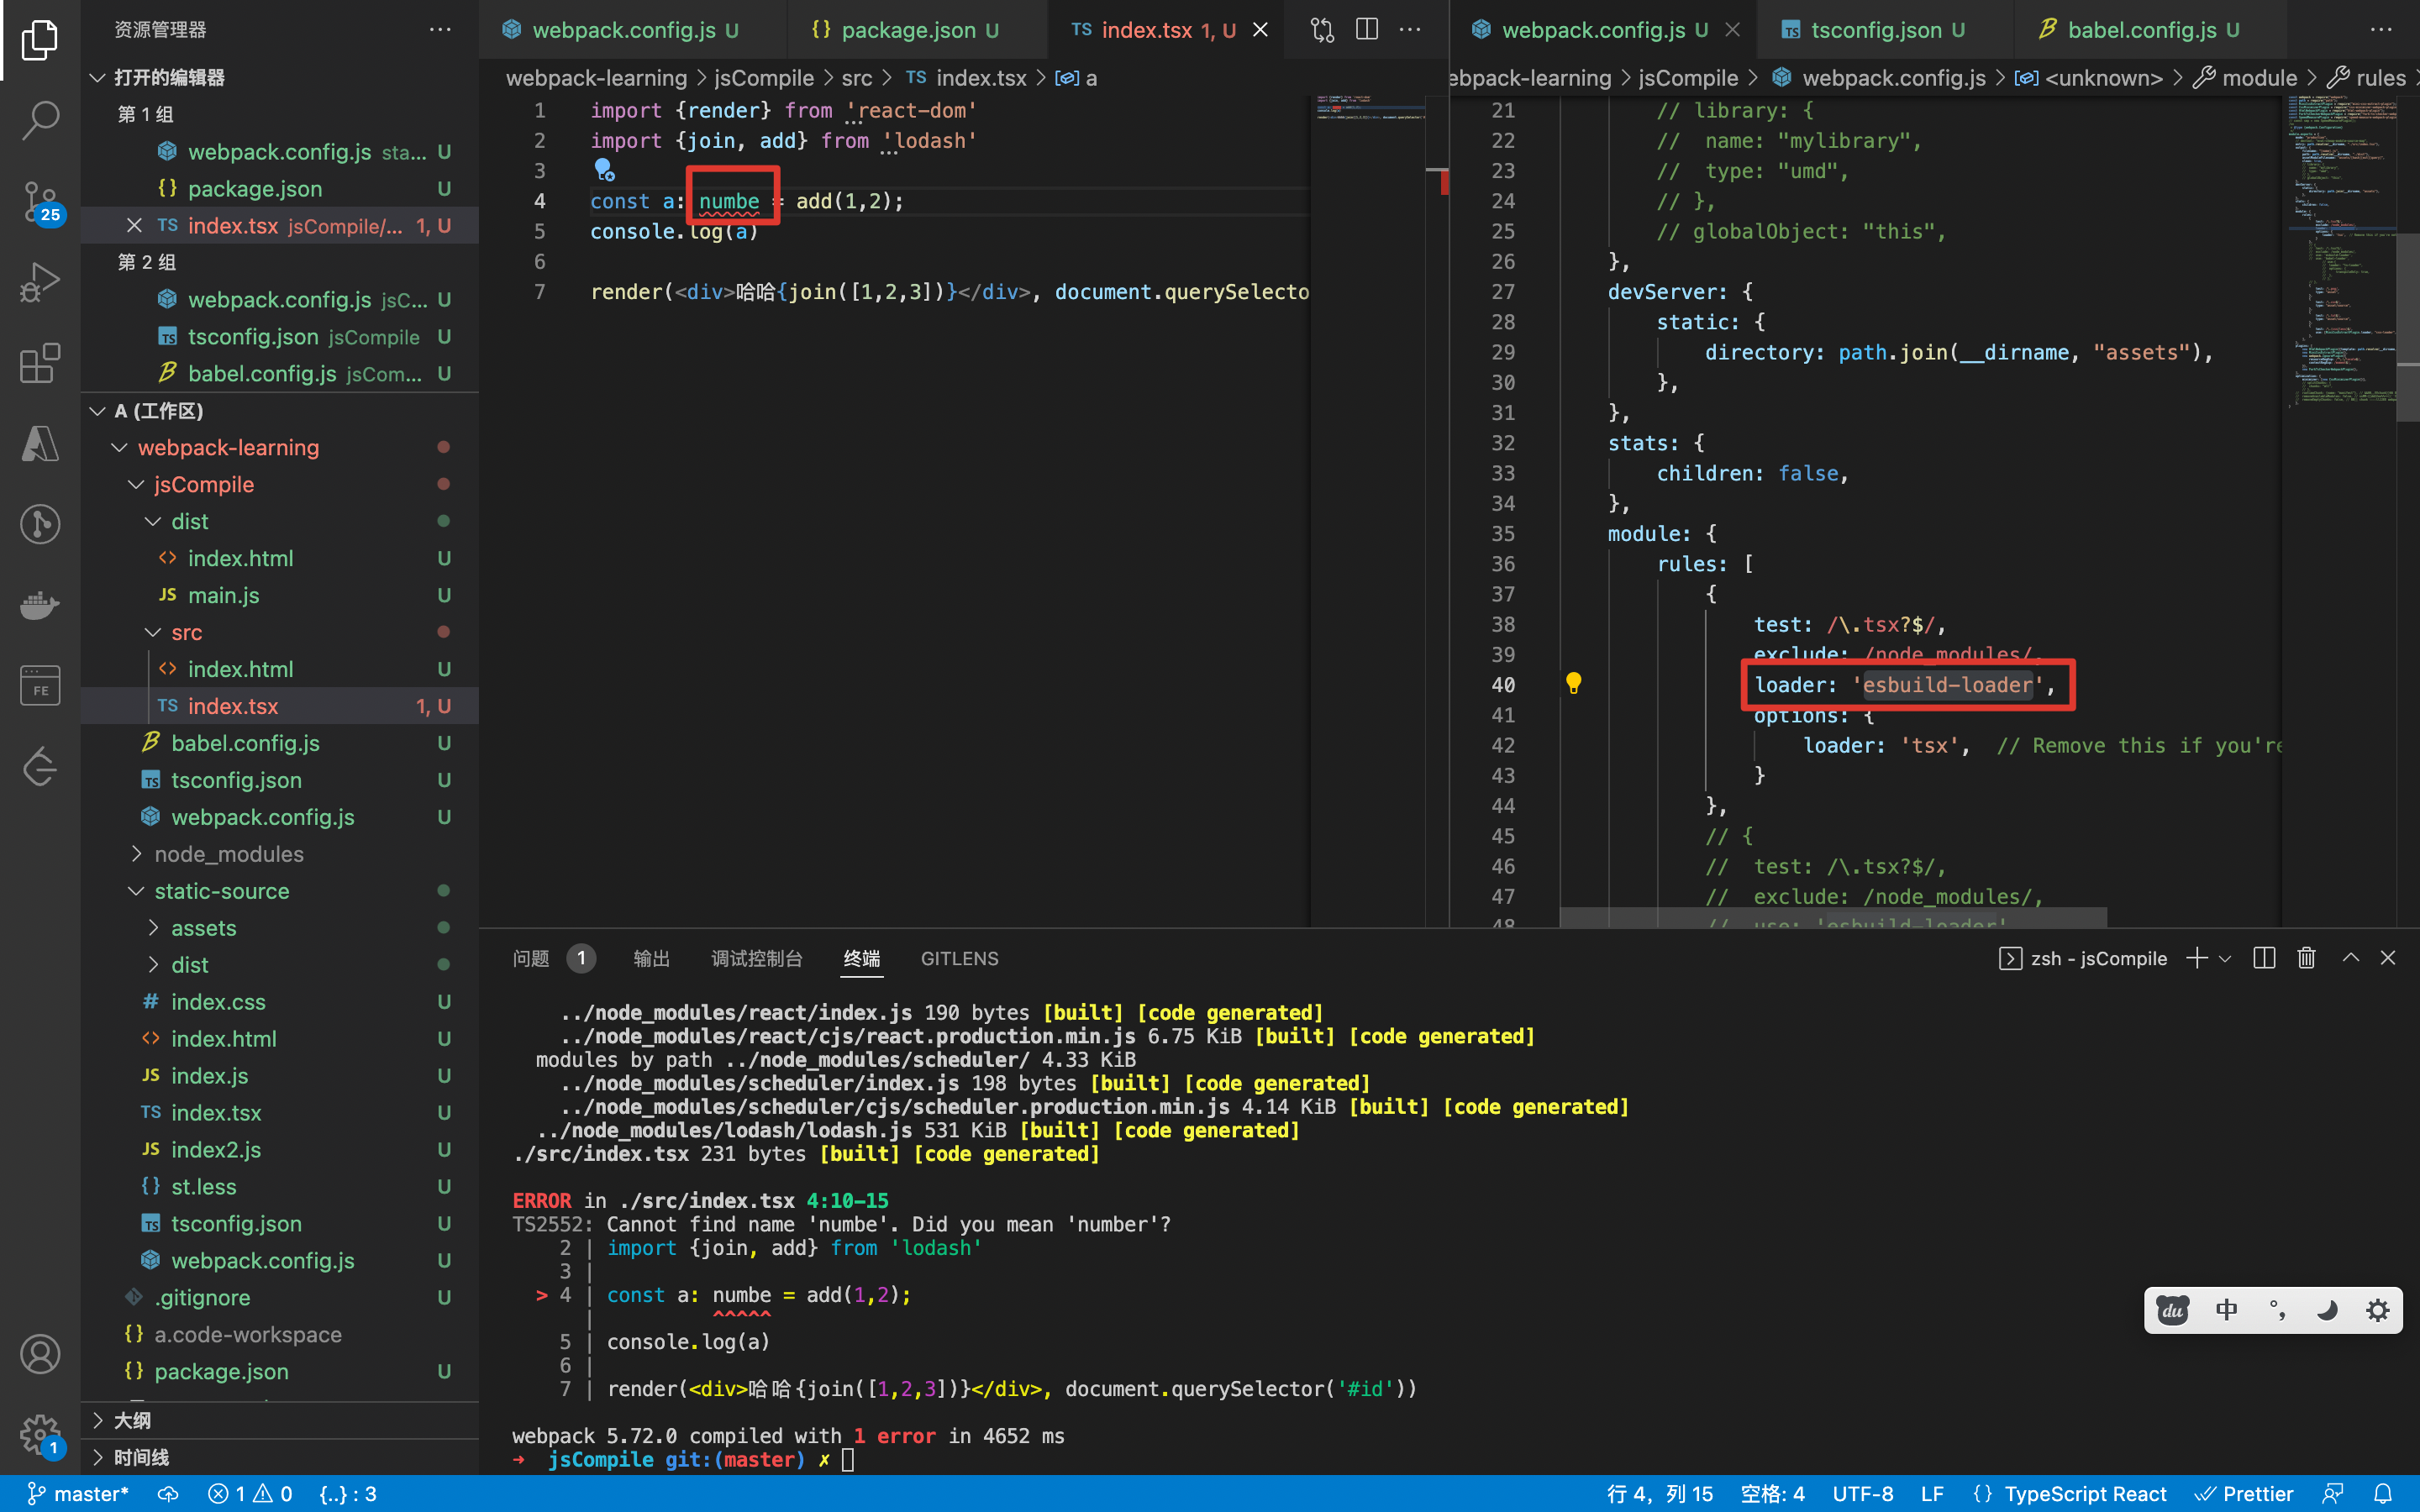 资源管理器
打开的编辑器
第 1 组
webpack.config.js sta... U
{} package.json U
TS index.tsx jsCompile/... 1, U
第 2 组
webpack.config.js jsC... U
tsconfig.json jsCompile U
babel.config.js jsCom... U
A (工作区)
webpack-learning
jsCompile
dist
<> index.html U
JS main.js U
src
<> index.html U
TS index.tsx 1, U
babel.config.js U
tsconfig.json U
webpack.config.js U
node_modules
static-source
assets
dist
# index.css U
<> index.html U
JS index.js U
TS index.tsx U
JS index2.js U
{} st.less U
tsconfig.json U
webpack.config.js U
.gitignore U
{} a.code-workspace
{} package.json U
大纲
时间线
25
FE
1
webpack.config.js U
{} package.json U
TS index.tsx 1, U
webpack-learning > jsCompile > src > TS index.tsx > a
1 import {render} from 'react-dom'
2 import {join, add} from 'lodash'
3
4 const a: numbe = add(1,2);
5 console.log(a)
6
7 render(<div>哈哈{join([1,2,3])}</div>, document.querySelecto
webpack.config.js U
tsconfig.json U
babel.config.js U
ebpack-learning > jsCompile > webpack.config.js > <unknown> > module > rules
21 // library: {
22 // name: "mylibrary",
23 // type: "umd",
24 // },
25 // globalObject: "this",
26 },
27 devServer: {
28 static: {
29 directory: path.join(__dirname, "assets"),
30 },
31 },
32 stats: {
33 children: false,
34 },
35 module: {
36 rules: [
37 {
38 test: /\.tsx?$/,
39 exclude: /node_modules/,
40 loader: 'esbuild-loader',
41 options: {
42 loader: 'tsx', // Remove this if you're
43 }
44 },
45 // {
46 // test: /\.tsx?$/,
47 // exclude: /node_modules/,
48 // use: 'esbuild-loader'
问题 1 输出 调试控制台 终端 GITLENS
zsh - jsCompile
../node_modules/react/index.js 190 bytes [built] [code generated]
../node_modules/react/cjs/react.production.min.js 6.75 KiB [built] [code generated]
modules by path ../node_modules/scheduler/ 4.33 KiB
../node_modules/scheduler/index.js 198 bytes [built] [code generated]
../node_modules/scheduler/cjs/scheduler.production.min.js 4.14 KiB [built] [code generated]
../node_modules/lodash/lodash.js 531 KiB [built] [code generated]
./src/index.tsx 231 bytes [built] [code generated]
ERROR in ./src/index.tsx 4:10-15
TS2552: Cannot find name 'numbe'. Did you mean 'number'?
2 | import {join, add} from 'lodash'
3 |
> 4 | const a: numbe = add(1,2);
| ^^^^^
5 | console.log(a)
6 |
7 | render(<div>哈哈{join([1,2,3])}</div>, document.querySelector('#id'))
webpack 5.72.0 compiled with 1 error in 4652 ms
→ jsCompile git:(master) ✗
du 中 °,
master* 1 0 {..} : 3
行 4，列 15 空格: 4 UTF-8 LF {} TypeScript React Prettier